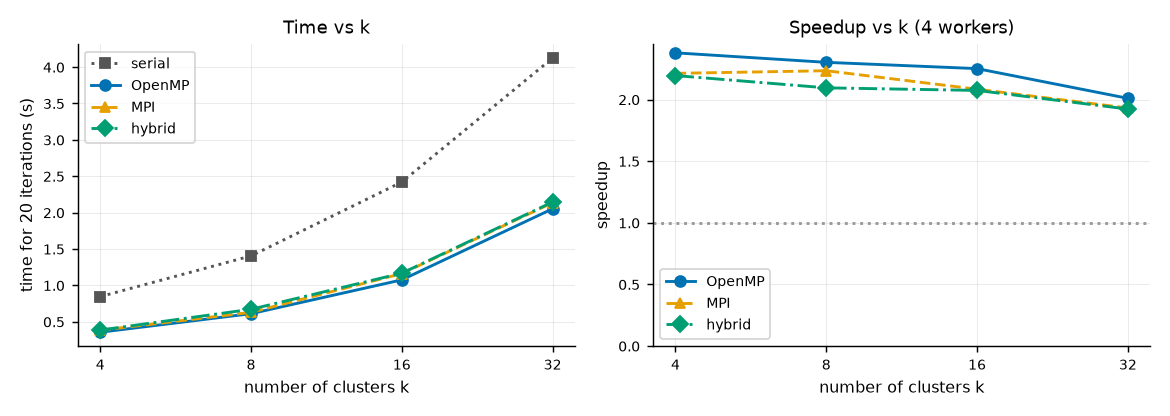 Time vs k
time for 20 iterations (s)
4.0
3.5
3.0
2.5
2.0
1.5
1.0
0.5
serial
OpenMP
MPI
hybrid
4
8
16
32
number of clusters k
Speedup vs k (4 workers)
speedup
2.0
1.5
1.0
0.5
0.0
OpenMP
MPI
hybrid
4
8
16
32
number of clusters k